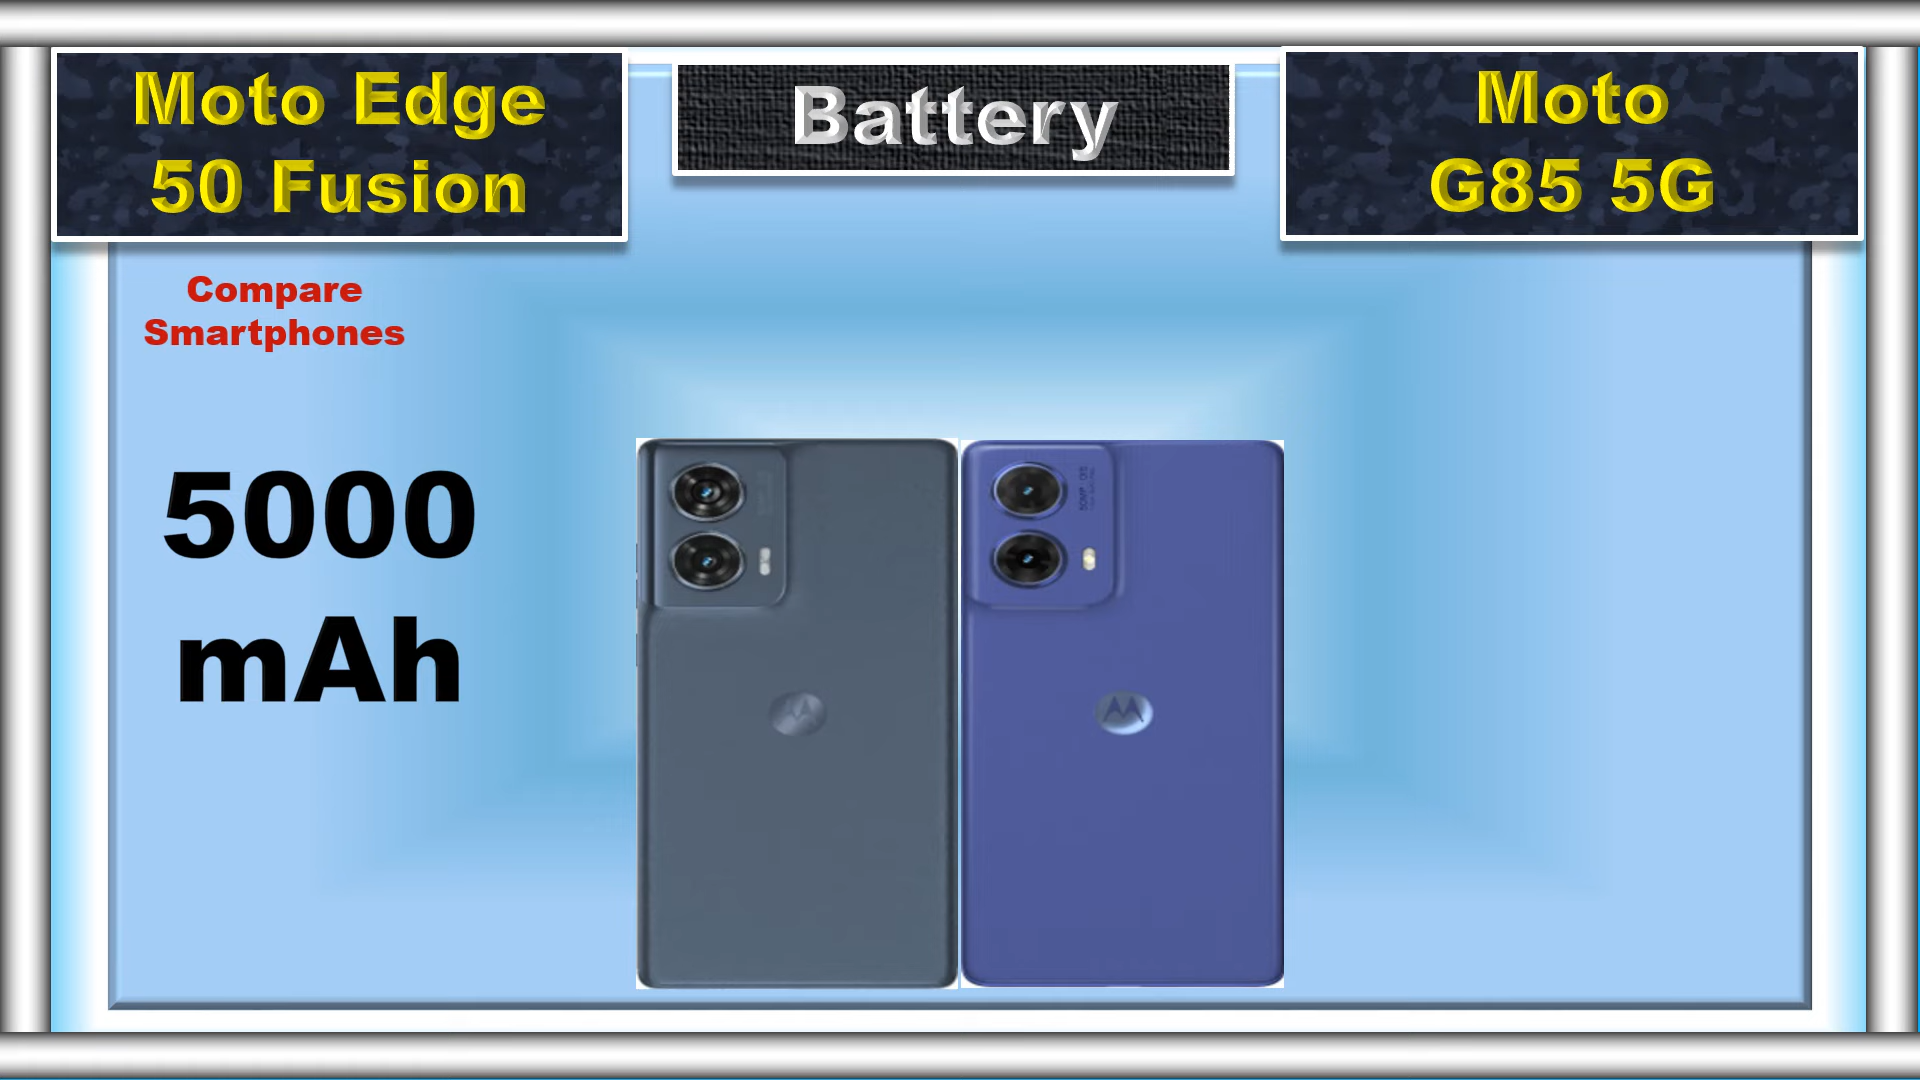 Moto Edge
50 Fusion
Battery
Moto
G85 5G
Compare
Smartphones
5000
mAh